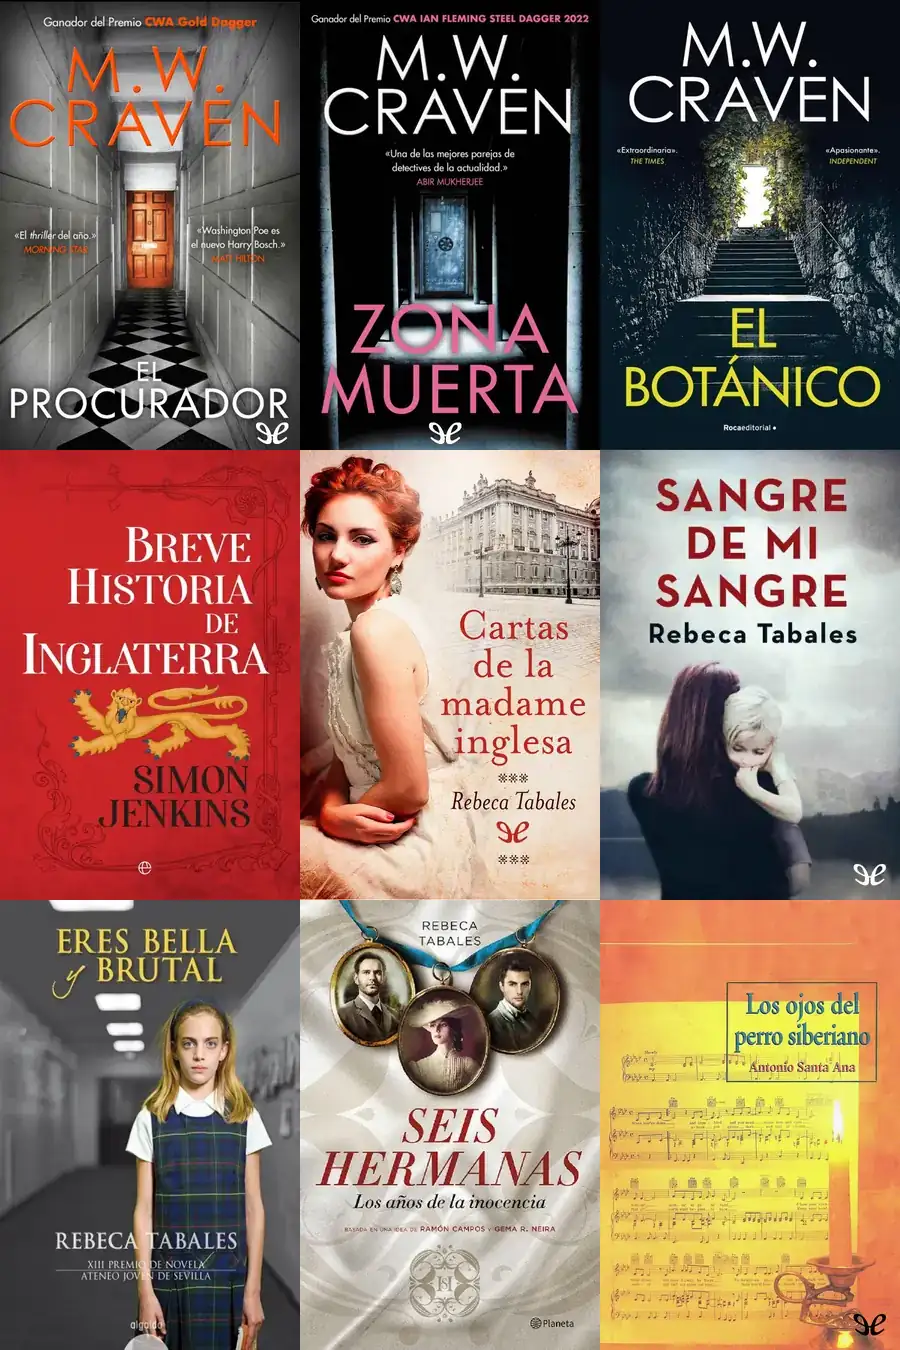 Ganador del Premio CWA Gold Dagger
M.W.
CRAVEN
«El thriller del año.»
MORNING STAR
«Washington Poe es
el nuevo Harry Bosch.»
MATT HILTON
EL
PROCURADOR
Ganador del Premio CWA IAN FLEMING STEEL DAGGER 2022
M.W.
CRAVEN
«Una de las mejores parejas de
detectives de la actualidad.»
ABIR MUKHERJEE
ZONA
MUERTA
M.W.
CRAVEN
«Extraordinaria».
THE TIMES
«Apasionante».
INDEPENDENT
EL
BOTÁNICO
Rocaeditorial
BREVE
HISTORIA
DE
INGLATERRA
SIMON
JENKINS
e
Cartas
de la
madame
inglesa
Rebeca Tabales
SANGRE
DE MI
SANGRE
Rebeca Tabales
ERES BELLA
y BRUTAL
REBECA TABALES
XIII PREMIO DE NOVELA
ATENEO JOVEN DE SEVILLA
algaida
REBECA
TABALES
SEIS
HERMANAS
Los años de la inocencia
BASADA EN UNA IDEA DE RAMÓN CAMPOS Y GEMA R. NEIRA
Planeta
Los ojos del
perro siberiano
Antonio Santa Ana